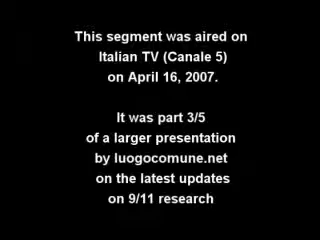 This segment was aired on
Italian TV (Canale 5)
on April 16, 2007.
It was part 3/5
of a larger presentation
by luogocomune.net
on the latest updates
on 9/11 research